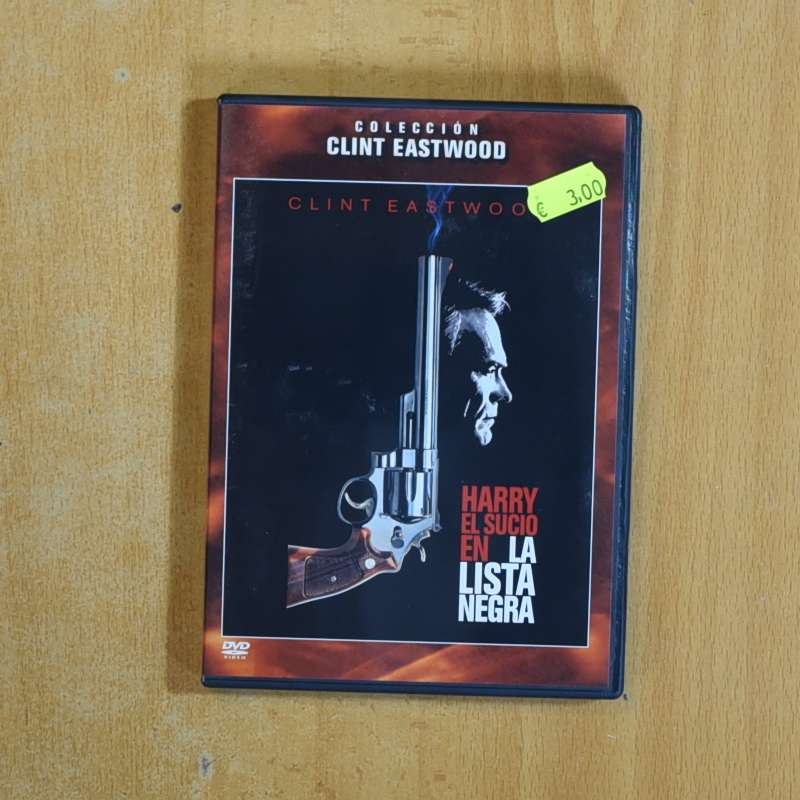 COLECCIÓN
CLINT EASTWOOD
CLINT EASTWOO
€ 3,00
HARRY
EL SUCIO
EN LA
LISTA
NEGRA
DVD
VIDEO